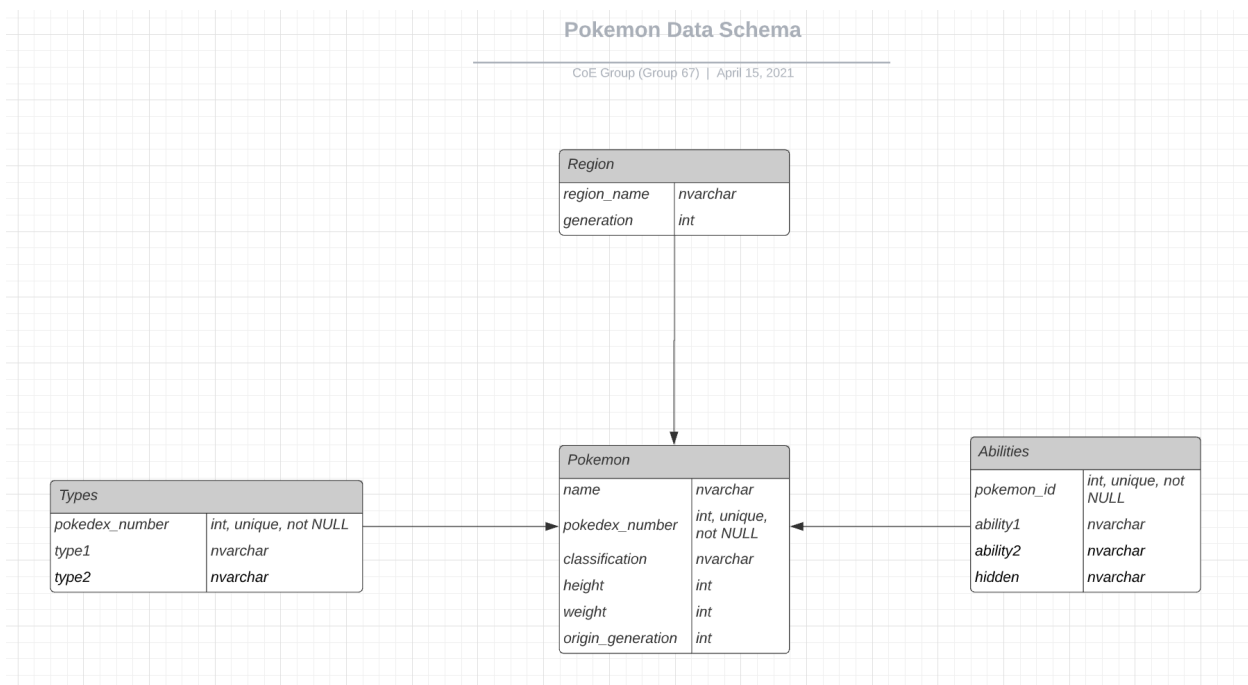 Pokemon Data Schema
CoE Group (Group 67) | April 15, 2021
Region
region_name nvarchar
generation int
Types
pokedex_number int, unique, not NULL
type1 nvarchar
type2 nvarchar
Pokemon
name nvarchar
pokedex_number int, unique,
not NULL
classification nvarchar
height int
weight int
origin_generation int
Abilities
pokemon_id int, unique, not
NULL
ability1 nvarchar
ability2 nvarchar
hidden nvarchar